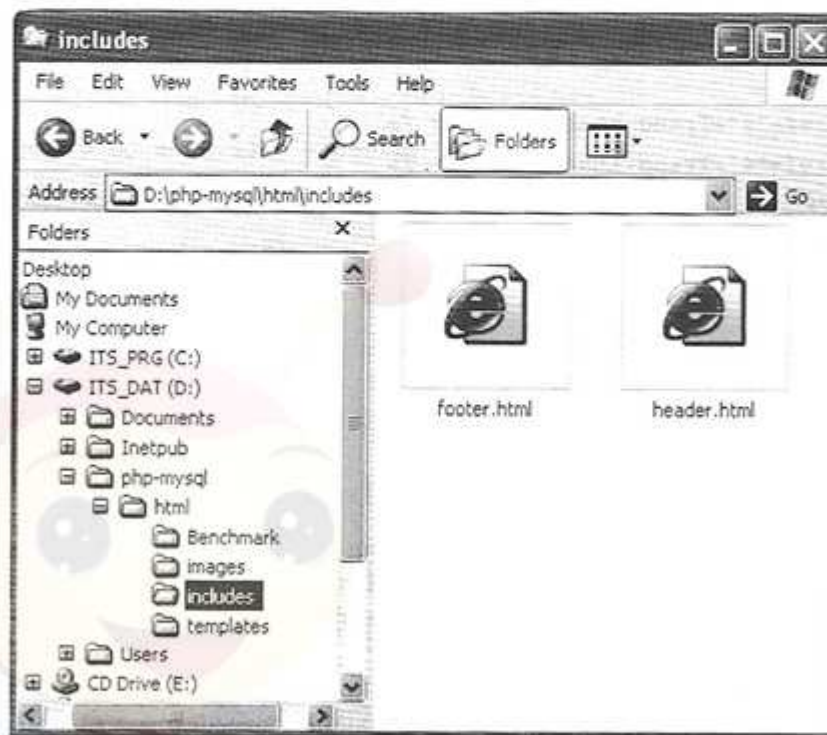 includes
File Edit View Favorites Tools Help
Back Search Folders
Address D:\php-mysql\html\includes Go
Folders
Desktop
My Documents
My Computer
ITS_PRG (C:)
ITS_DAT (D:)
Documents
Inetpub
php-mysql
html
Benchmark
images
includes
templates
Users
CD Drive (E:)
footer.html
header.html